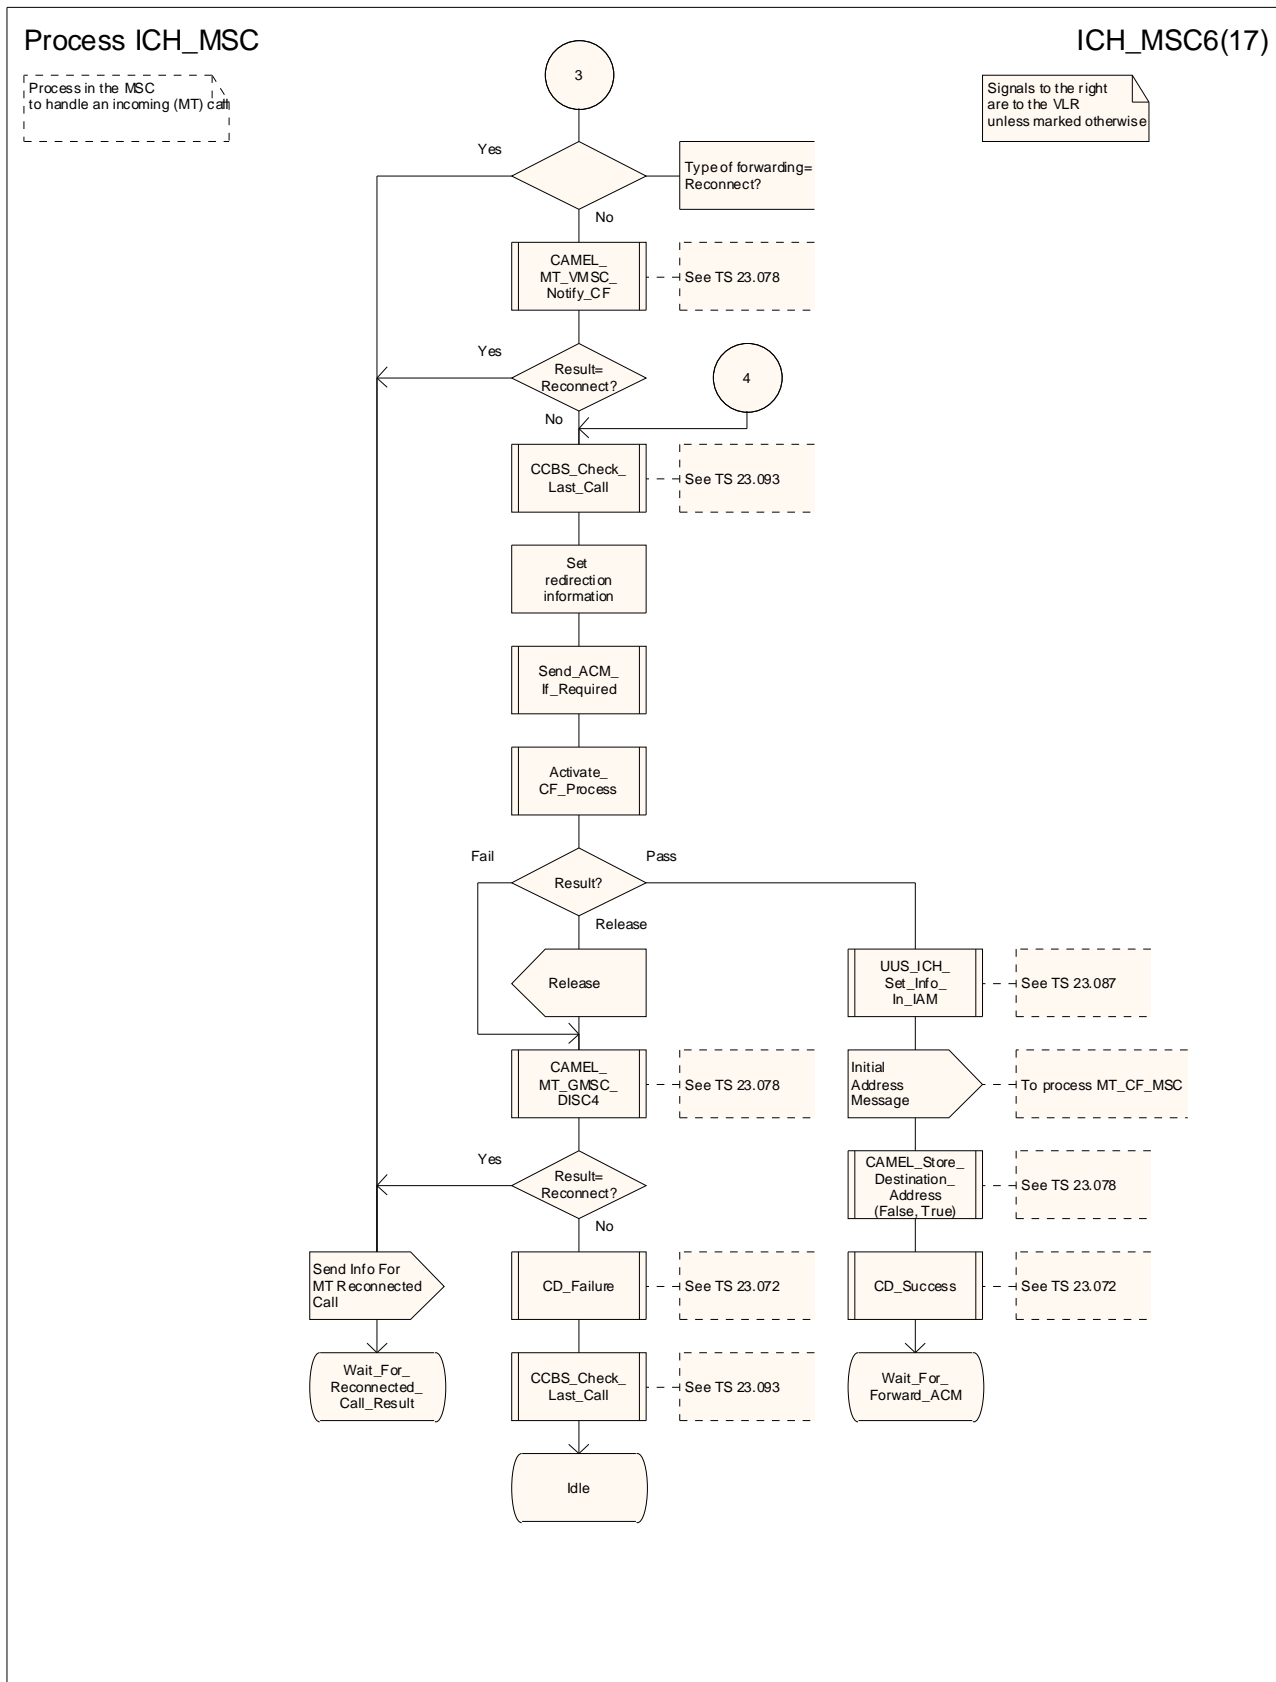 Process ICH_MSC
ICH_MSC6(17)
Process in the MSC
to handle an incoming (MT) call
Signals to the right
are to the VLR
unless marked otherwise
3
Yes
Type of forwarding=
Reconnect?
No
CAMEL_
MT_VMSC_
Notify_CF
See TS 23.078
Yes
Result=
Reconnect?
4
No
CCBS_Check_
Last_Call
See TS 23.093
Set
redirection
information
Send_ACM_
If_Required
Activate_
CF_Process
Fail
Pass
Result?
Release
Release
UUS_ICH_
Set_Info_
In_IAM
See TS 23.087
CAMEL_
MT_GMSC_
DISC4
See TS 23.078
Initial
Address
Message
To process MT_CF_MSC
Yes
Result=
Reconnect?
No
CAMEL_Store_
Destination_
Address
(False, True)
See TS 23.078
Send Info For
MT Reconnected
Call
CD_Failure
See TS 23.072
CD_Success
See TS 23.072
Wait_For_
Reconnected_
Call_Result
CCBS_Check_
Last_Call
See TS 23.093
Wait_For_
Forward_ACM
Idle